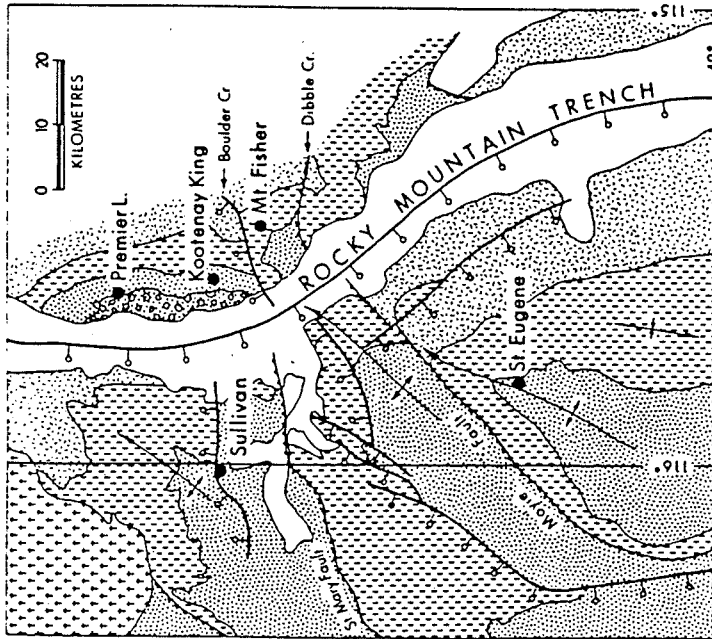 20
10
0
KILOMETRES
Premier L.
Kootenay King
Boulder Cr
Mt. Fisher
Dibble Cr.
ROCKY MOUNTAIN TRENCH
Sullivan
St Eugene
Fault
Moyie
St Mary Fault
115°
116°
49°